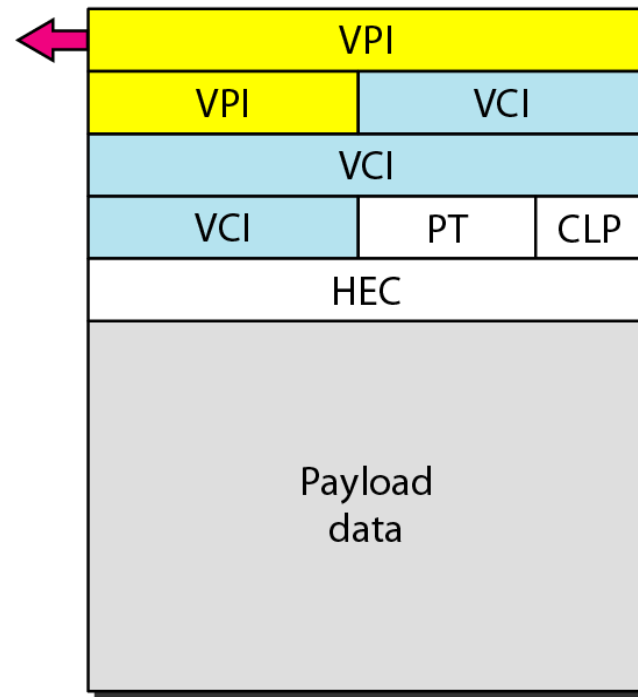 VPI
VPI VCI
VCI
VCI PT CLP
HEC
Payload
data